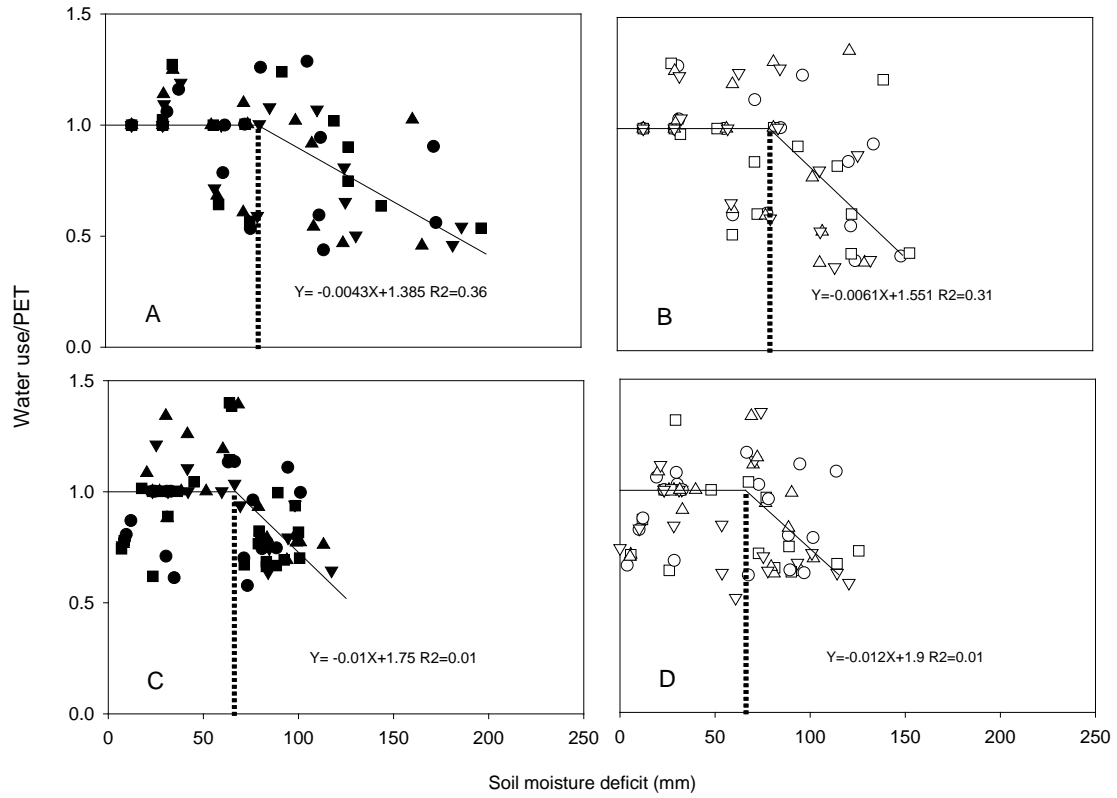 1.5
1.0
0.5
0.0
Water use/PET
A
Y= -0.0043X+1.385 R2=0.36
B
Y=-0.0061X+1.551 R2=0.31
1.5
1.0
0.5
0.0
C
Y= -0.01X+1.75 R2=0.01
D
Y=-0.012X+1.9 R2=0.01
0 50 100 150 200 250
0 50 100 150 200 250
Soil moisture deficit (mm)